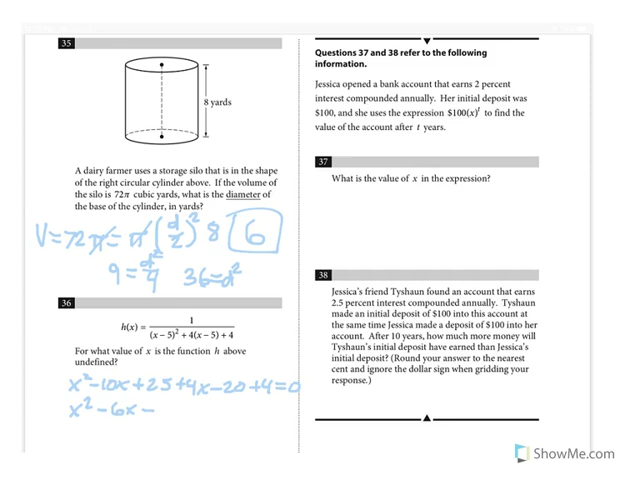 35
8 yards
A dairy farmer uses a storage silo that is in the shape
of the right circular cylinder above. If the volume of
the silo is 72π cubic yards, what is the diameter of
the base of the cylinder, in yards?
V = 72π = π (d/2)² 8 6
9 = d²/4 36 = d²
36
h(x) = 1 / ((x − 5)² + 4(x − 5) + 4)
For what value of x is the function h above
undefined?
x² − 10x + 25 + 4x − 20 + 4 = 0
x² − 6x −
Questions 37 and 38 refer to the following
information.
Jessica opened a bank account that earns 2 percent
interest compounded annually. Her initial deposit was
$100, and she uses the expression $100(x)ᵗ to find the
value of the account after t years.
37
What is the value of x in the expression?
38
Jessica's friend Tyshaun found an account that earns
2.5 percent interest compounded annually. Tyshaun
made an initial deposit of $100 into this account at
the same time Jessica made a deposit of $100 into her
account. After 10 years, how much more money will
Tyshaun's initial deposit have earned than Jessica's
initial deposit? (Round your answer to the nearest
cent and ignore the dollar sign when gridding your
response.)
ShowMe.com